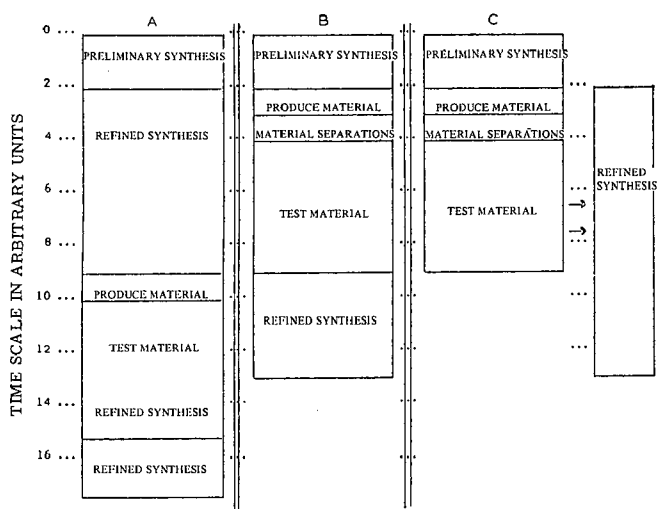 A
B
C
TIME SCALE IN ARBITRARY UNITS
0 ...
2 ...
4 ...
6 ...
8 ...
10 ...
12 ...
14 ...
16 ...
PRELIMINARY SYNTHESIS
REFINED SYNTHESIS
PRODUCE MATERIAL
TEST MATERIAL
REFINED SYNTHESIS
REFINED SYNTHESIS
PRELIMINARY SYNTHESIS
PRODUCE MATERIAL
MATERIAL SEPARATIONS
TEST MATERIAL
REFINED SYNTHESIS
PRELIMINARY SYNTHESIS
PRODUCE MATERIAL
MATERIAL SEPARATIONS
TEST MATERIAL
REFINED
SYNTHESIS